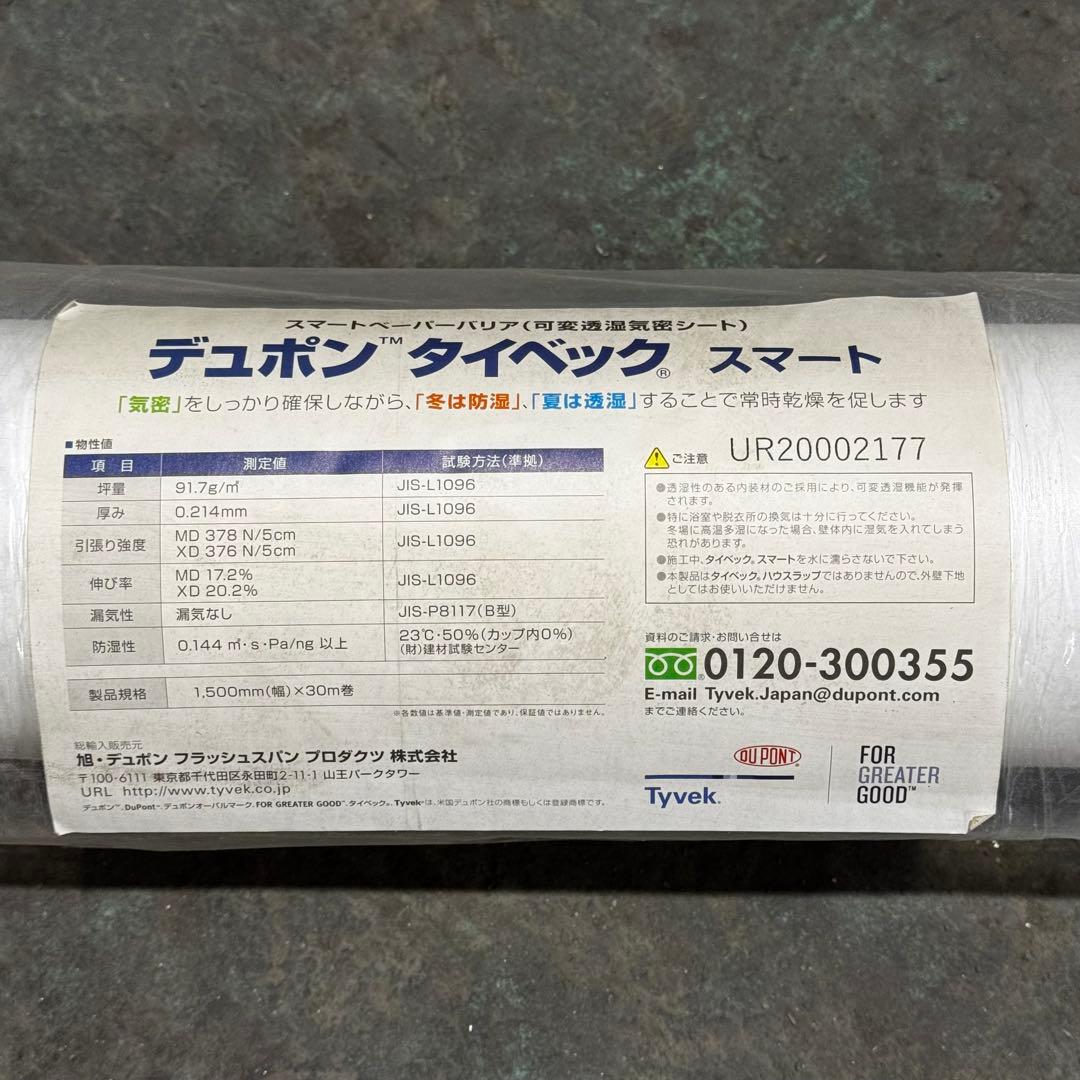 スマートベーパーバリア(可変透湿気密シート)
デュポン™ タイベック® スマート
「気密」をしっかり確保しながら、「冬は防湿」、「夏は透湿」することで常時乾燥を促します
■物性値
項 目 測定値 試験方法(準拠)
坪量 91.7g/㎡ JIS-L1096
厚み 0.214mm JIS-L1096
引張り強度 MD 378 N/5cm JIS-L1096
XD 376 N/5cm
伸び率 MD 17.2% JIS-L1096
XD 20.2%
漏気性 漏気なし JIS-P8117(B型)
防湿性 0.144 ㎡・s・Pa/ng 以上 23℃・50%(カップ内0%)
(財)建材試験センター
製品規格 1,500mm(幅)×30m巻
※各数値は基準値・測定値であり、保証値ではありません。
ご注意 UR20002177
●透湿性のある内装材のご採用により、可変透湿機能が発揮
されます。
●特に浴室や脱衣所の換気は十分に行ってください。
冬場に高温多湿になった場合、壁体内に湿気を入れてしまう
恐れがあります。
●施工中、タイベック®スマートを水に濡らさないで下さい。
●本製品はタイベック®ハウスラップではありませんので、外壁下地
としてはお使いいただけません。
資料のご請求・お問い合せは
0120-300355
E-mail Tyvek.Japan@dupont.com
までご連絡ください。
総輸入販売元
旭・デュポン フラッシュスパン プロダクツ 株式会社
〒100-6111 東京都千代田区永田町2-11-1 山王パークタワー
URL http://www.tyvek.co.jp
デュポン™、DuPont™、デュポンオーバルマーク、FOR GREATER GOOD™、タイベック®、Tyvek®は、米国デュポン社の商標もしくは登録商標です。
DU PONT
Tyvek®
FOR
GREATER
GOOD™